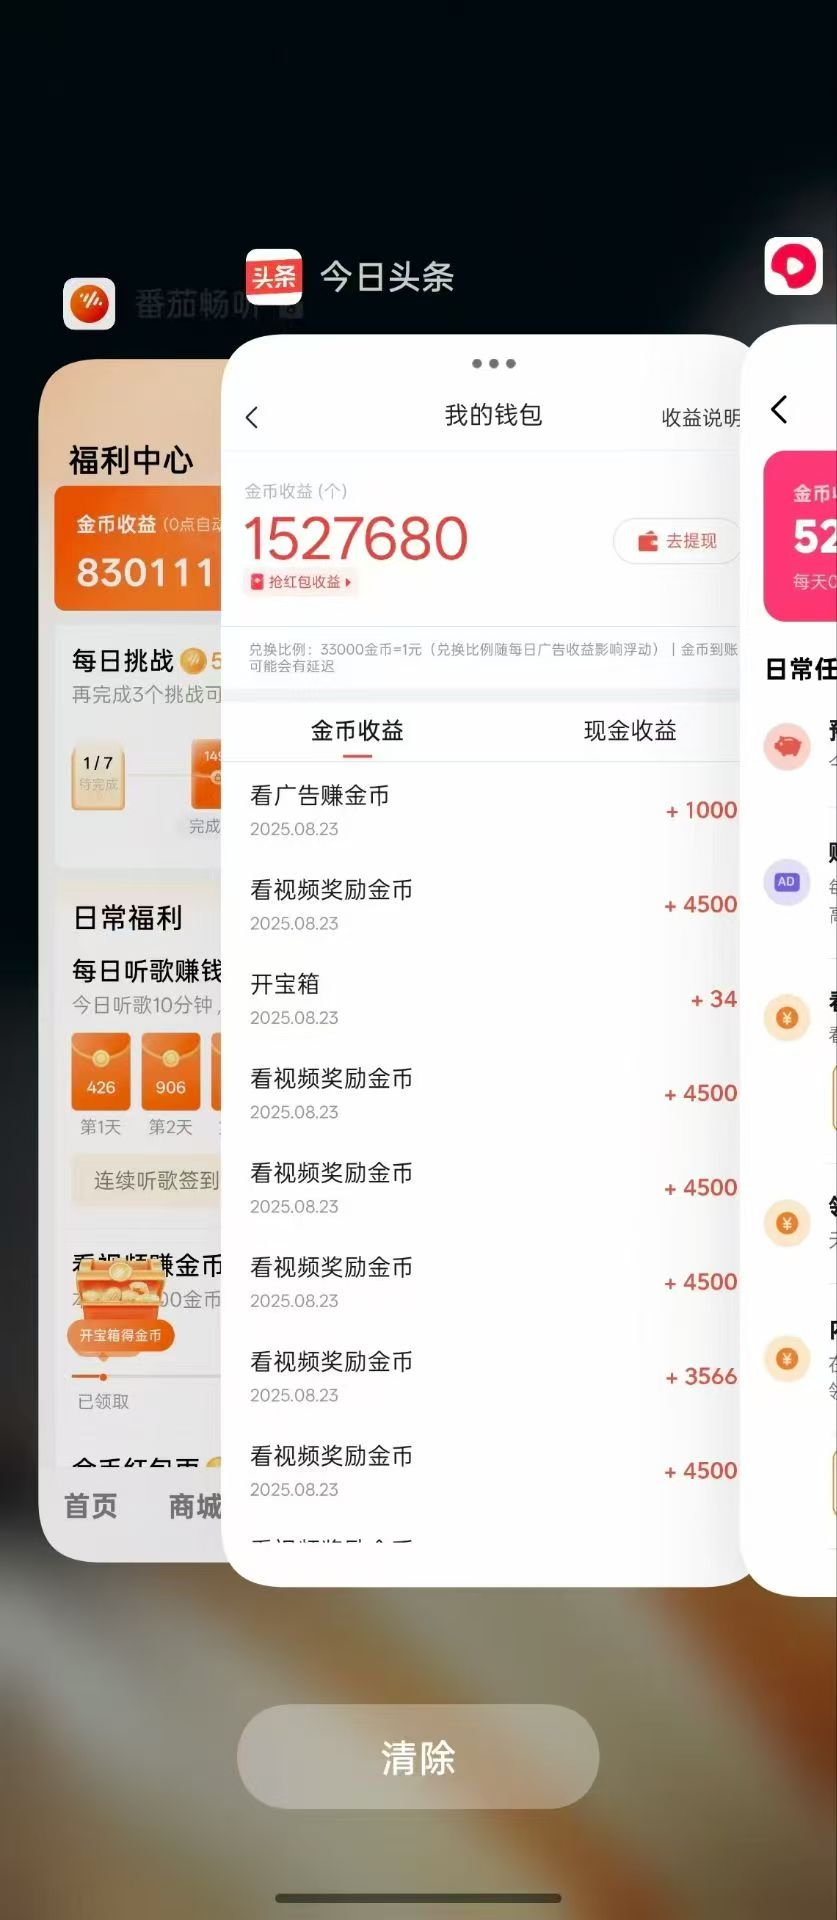 番茄畅听
头条 今日头条
福利中心
金币收益 (0点自动
830111
每日挑战 5
再完成3个挑战可
1/7
待完成
149
完成
日常福利
每日听歌赚钱
今日听歌10分钟，
426 906
第1天 第2天
连续听歌签到
看视频赚金币
00金币
开宝箱得金币
已领取
金币红包雨
首页 商城
我的钱包 收益说明
金币收益 (个)
1527680
去提现
抢红包收益
兑换比例：33000金币=1元（兑换比例随每日广告收益影响浮动）｜金币到账
可能会有延迟
金币收益 现金收益
看广告赚金币
2025.08.23
+ 1000
看视频奖励金币
2025.08.23
+ 4500
开宝箱
2025.08.23
+ 34
看视频奖励金币
2025.08.23
+ 4500
看视频奖励金币
2025.08.23
+ 4500
看视频奖励金币
2025.08.23
+ 4500
看视频奖励金币
2025.08.23
+ 3566
看视频奖励金币
2025.08.23
+ 4500
金币
52
每天0
日常任
AD
清除